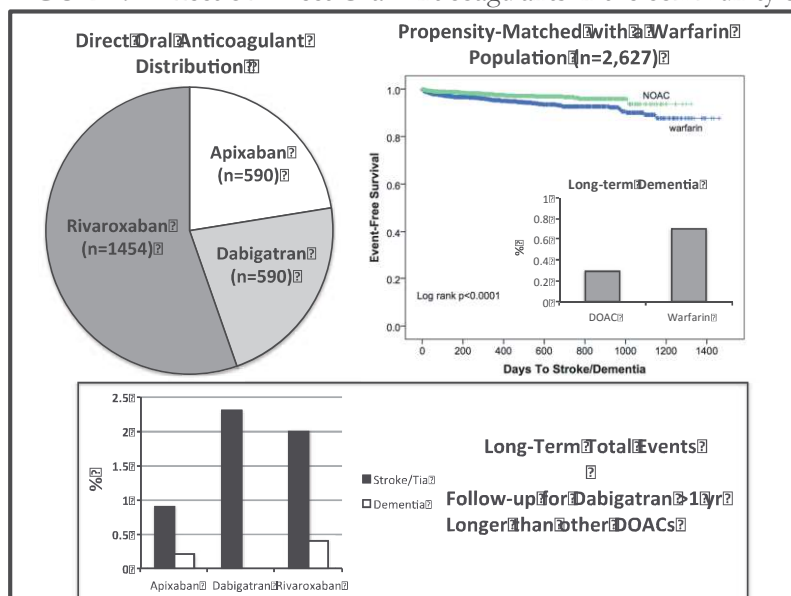 Direct Oral Anticoagulant
Distribution
Apixaban
(n=590)
Rivaroxaban
(n=1454)
Dabigatran
(n=590)
Propensity-Matched with a Warfarin
Population (n=2,627)
Event-Free Survival
1.0
0.8
0.6
0.4
0.2
0.0
NOAC
warfarin
Log rank p<0.0001
Long-term Dementia
%
1
0.8
0.6
0.4
0.2
0
DOAC Warfarin
0 200 400 600 800 1000 1200 1400
Days To Stroke/Dementia
%
2.5
2
1.5
1
0.5
0
Apixaban Dabigatran Rivaroxaban
Stroke/Tia
Dementia
Long-Term Total Events
Follow-up for Dabigatran >1 yr
Longer than other DOACs